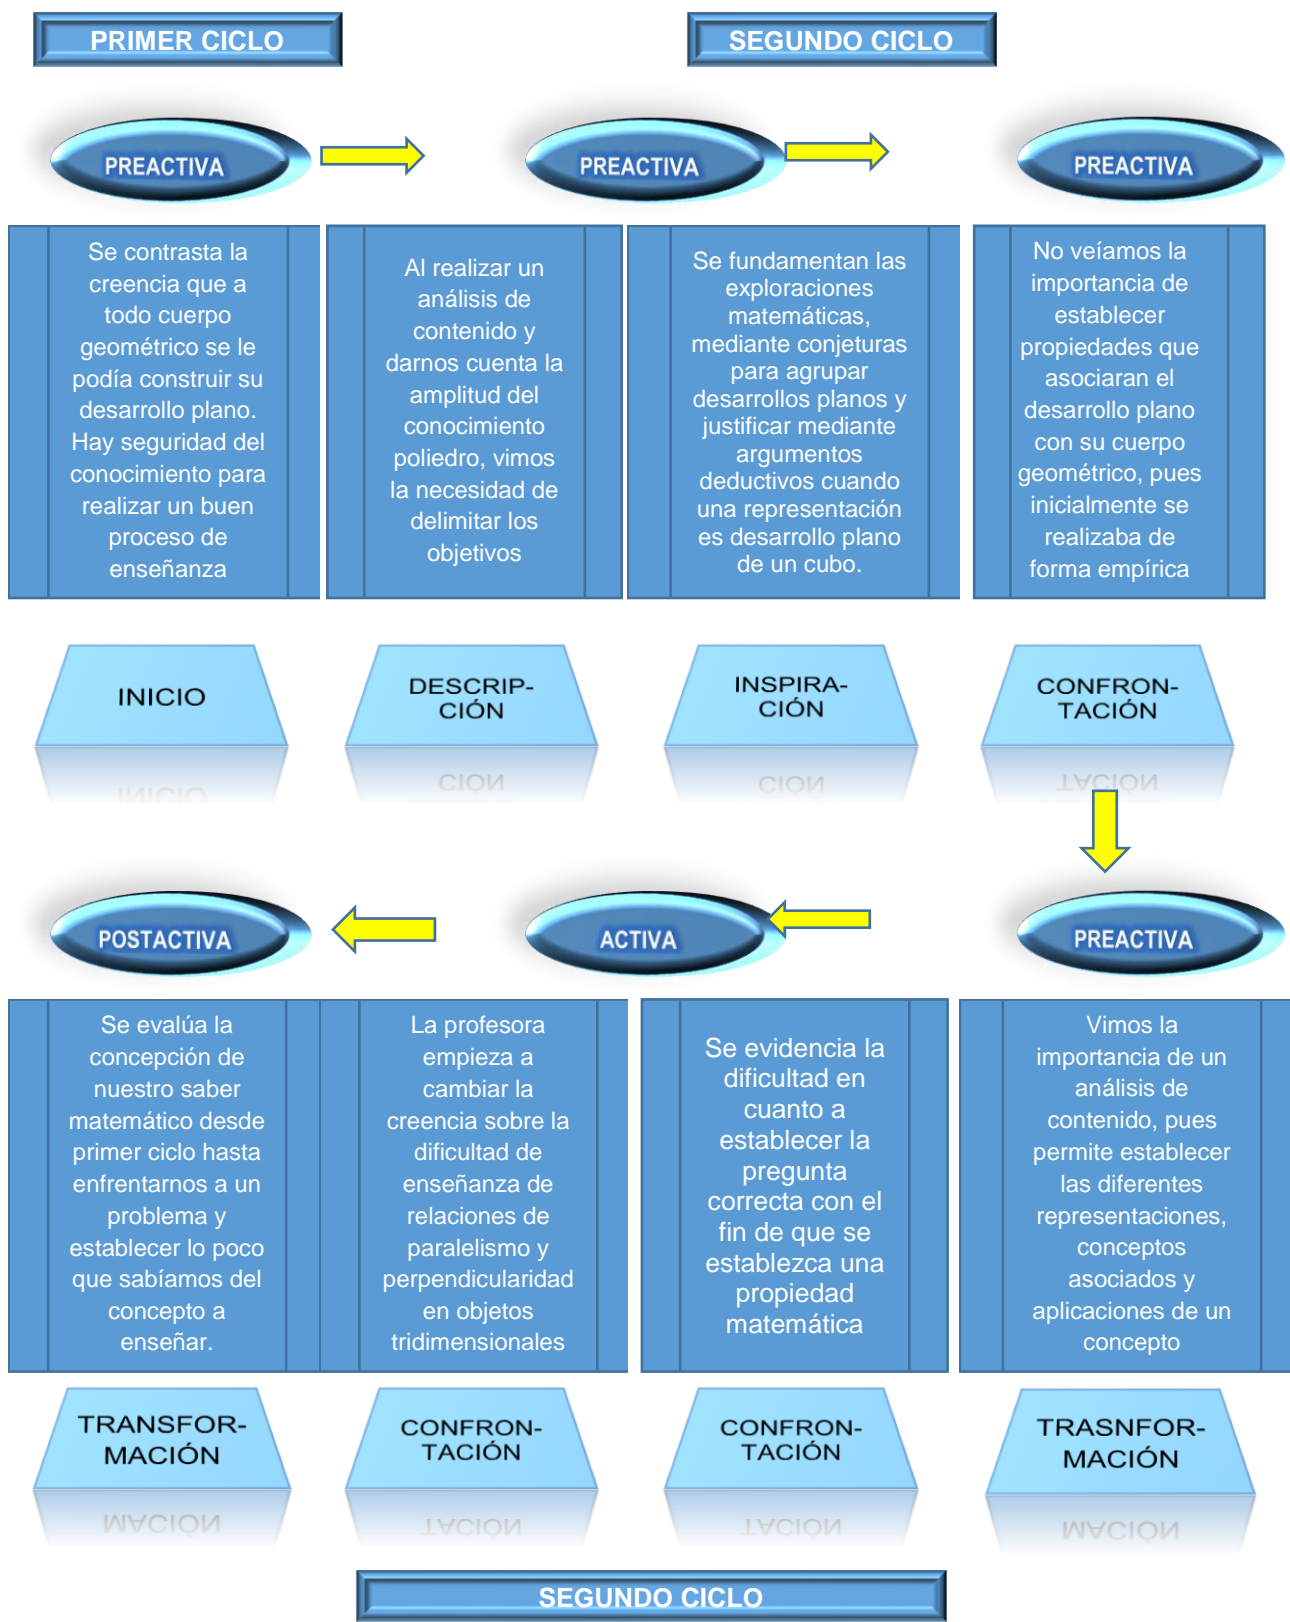 PRIMER CICLO
SEGUNDO CICLO
PREACTIVA
PREACTIVA
PREACTIVA
Se contrasta la
creencia que a
todo cuerpo
geométrico se le
podía construir su
desarrollo plano.
Hay seguridad del
conocimiento para
realizar un buen
proceso de
enseñanza
Al realizar un
análisis de
contenido y
darnos cuenta la
amplitud del
conocimiento
poliedro, vimos
la necesidad de
delimitar los
objetivos
Se fundamentan las
exploraciones
matemáticas,
mediante conjeturas
para agrupar
desarrollos planos y
justificar mediante
argumentos
deductivos cuando
una representación
es desarrollo plano
de un cubo.
No veíamos la
importancia de
establecer
propiedades que
asociaran el
desarrollo plano
con su cuerpo
geométrico, pues
inicialmente se
realizaba de
forma empírica
INICIO
DESCRIP-
CIÓN
INSPIRA-
CIÓN
CONFRON-
TACIÓN
POSTACTIVA
ACTIVA
PREACTIVA
Se evalúa la
concepción de
nuestro saber
matemático desde
primer ciclo hasta
enfrentarnos a un
problema y
establecer lo poco
que sabíamos del
concepto a
enseñar.
La profesora
empieza a
cambiar la
creencia sobre la
dificultad de
enseñanza de
relaciones de
paralelismo y
perpendicularidad
en objetos
tridimensionales
Se evidencia la
dificultad en
cuanto a
establecer la
pregunta
correcta con el
fin de que se
establezca una
propiedad
matemática
Vimos la
importancia de un
análisis de
contenido, pues
permite establecer
las diferentes
representaciones,
conceptos
asociados y
aplicaciones de un
concepto
TRANSFOR-
MACIÓN
CONFRON-
TACIÓN
CONFRON-
TACIÓN
TRASNFOR-
MACIÓN
SEGUNDO CICLO